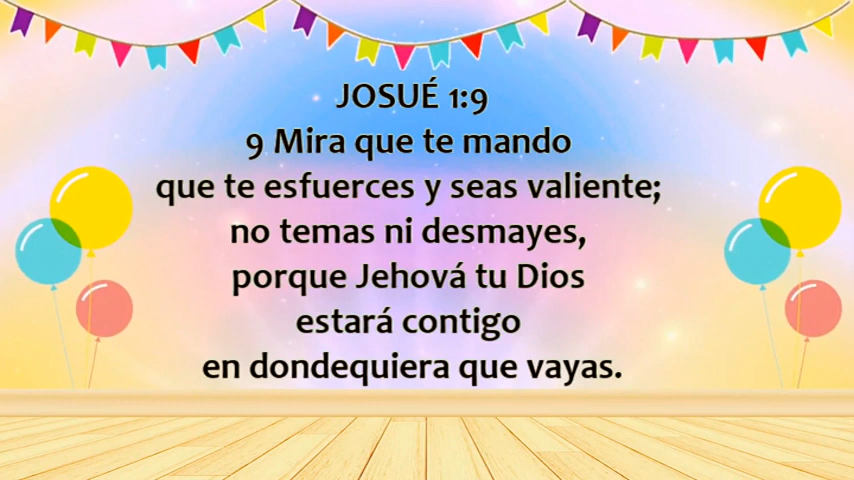 JOSUÉ 1:9
9 Mira que te mando
que te esfuerces y seas valiente;
no temas ni desmayes,
porque Jehová tu Dios
estará contigo
en dondequiera que vayas.